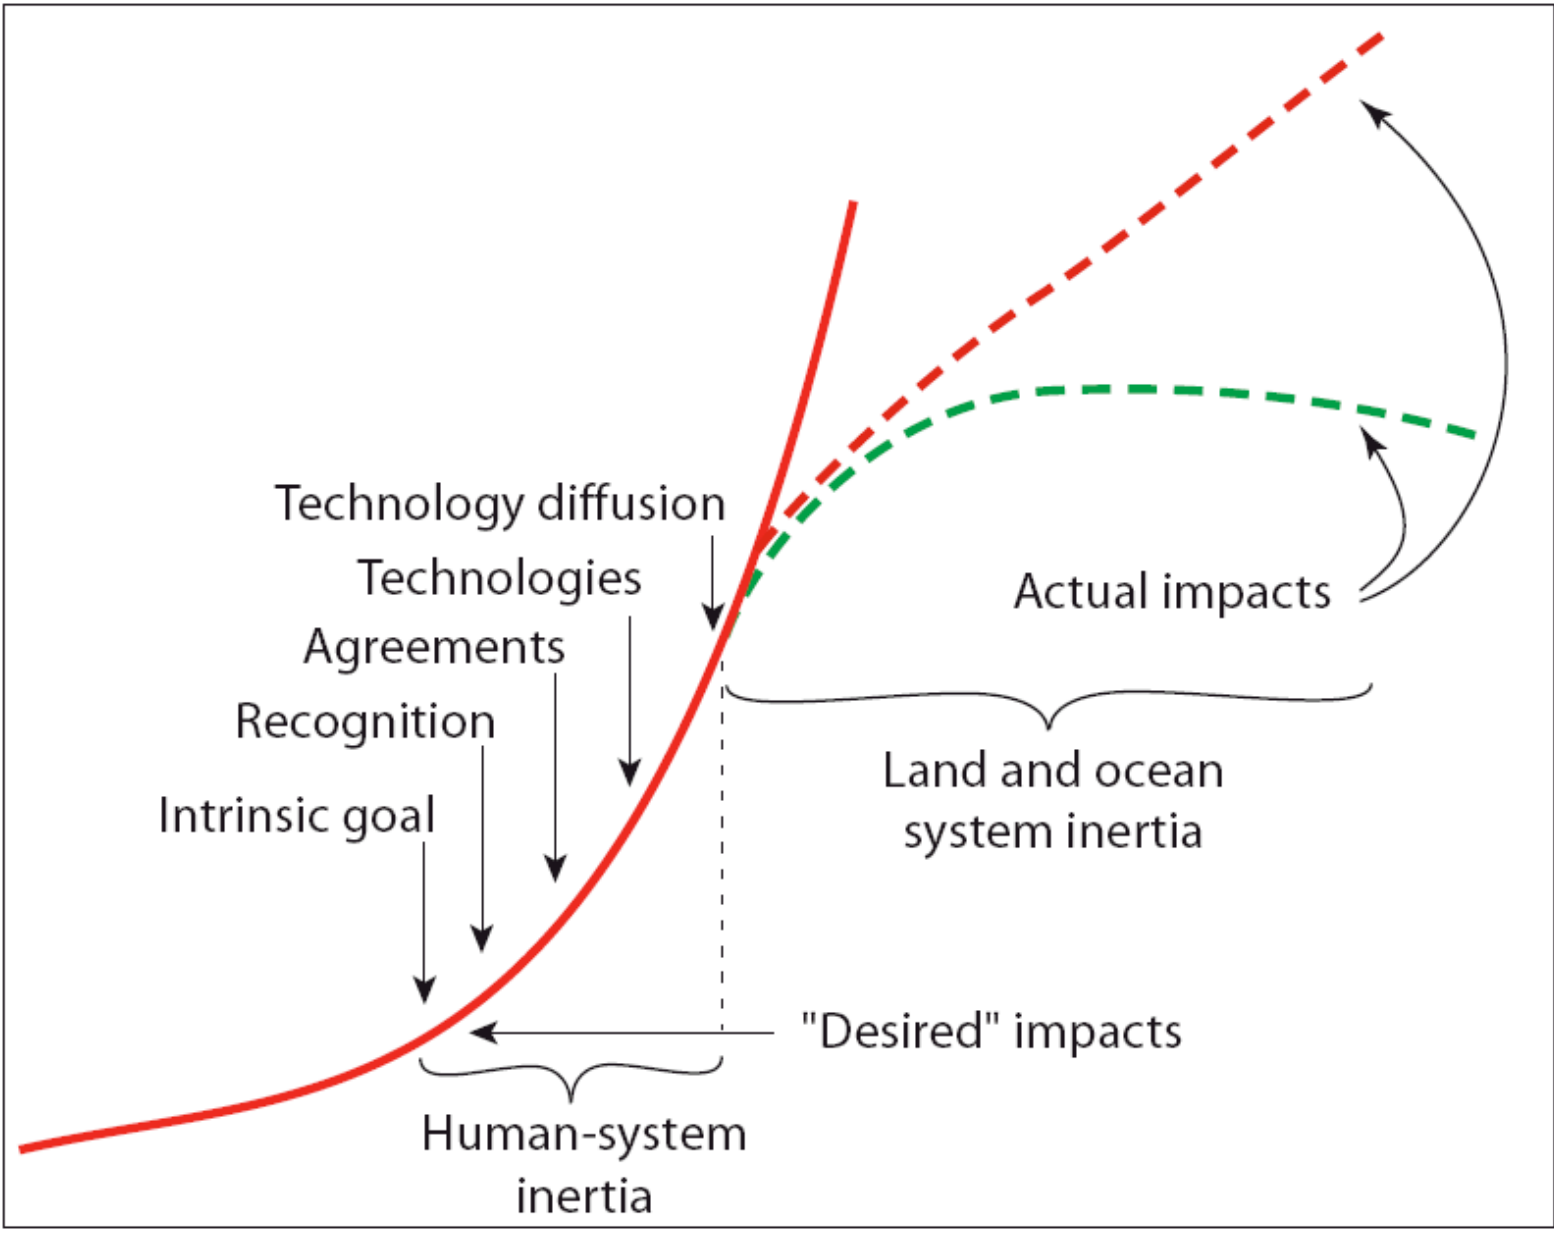 Technology diffusion
Technologies
Agreements
Recognition
Intrinsic goal
Actual impacts
Land and ocean
system inertia
"Desired" impacts
Human-system
inertia